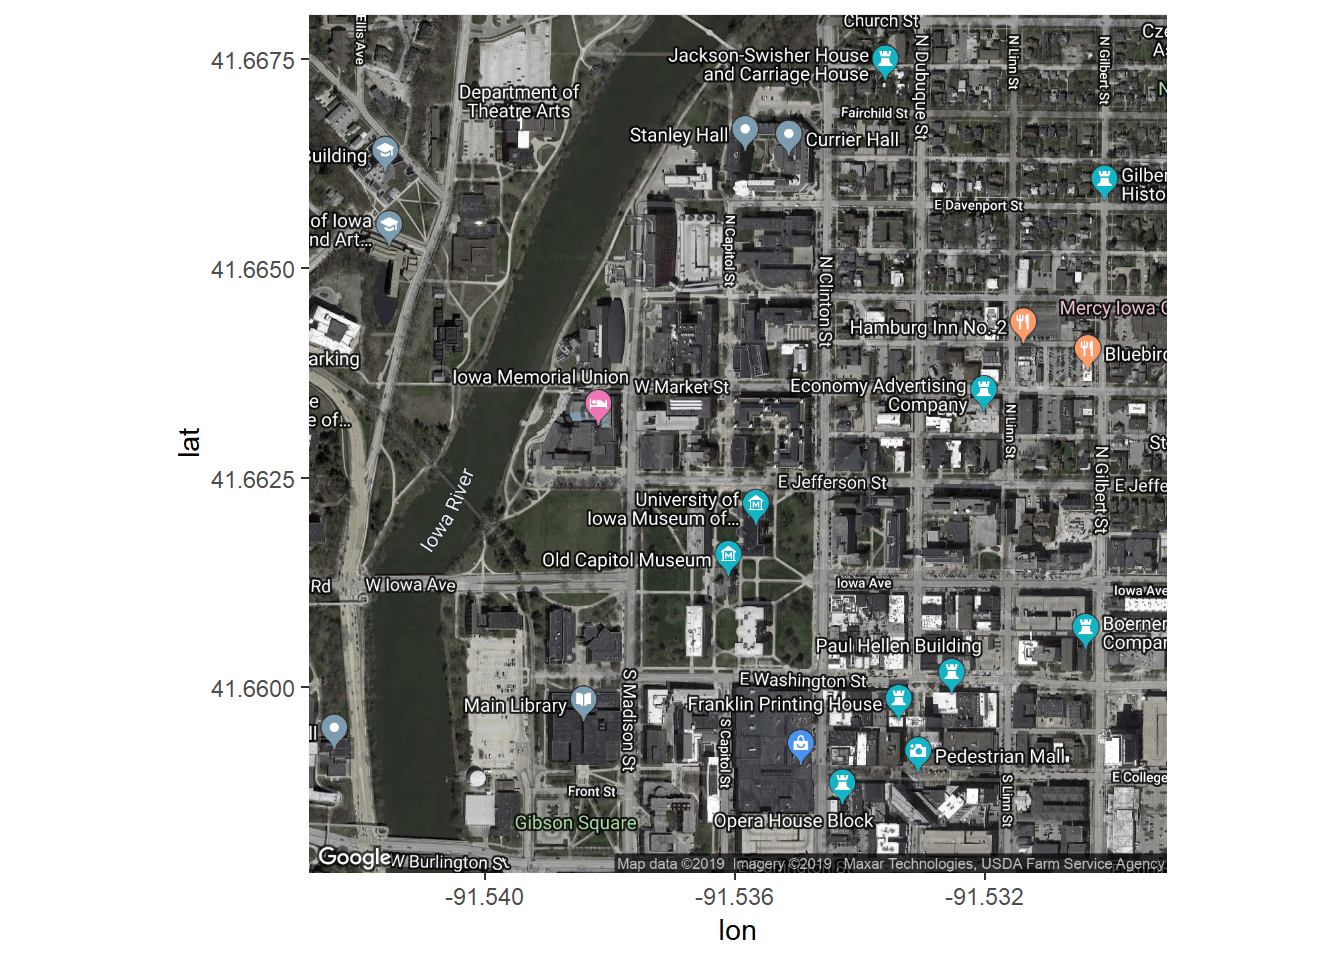 Church St
Ellis Ave
Cze
As
41.6675
Jackson-Swisher House
and Carriage House
N Dubuque St
N Linn St
N Gilbert St
N
Department of
Theatre Arts
Fairchild St
Stanley Hall
Currier Hall
Building
Gilber
Histo
E Davenport St
of Iowa
nd Art...
N Capitol St
41.6650
N Clinton St
Mercy Iowa C
Hamburg Inn No. 2
arking
Bluebird
Iowa Memorial Union
W Market St
Economy Advertising
Company
e
e of...
N Linn St
St
lat
N Gilbert St
41.6625
E Jefferson St
E Jeffe
University of
Iowa Museum of...
Iowa River
Old Capitol Museum
Rd
W Iowa Ave
Iowa Ave
Iowa Ave
Boerner
Compan
Paul Hellen Building
41.6600
E Washington St
S Madison St
Main Library
Franklin Printing House
ll
S Capitol St
Pedestrian Mall
E College
Front St
S Linn St
Gibson Square
Opera House Block
Google
W Burlington St
Map data ©2019 Imagery ©2019 , Maxar Technologies, USDA Farm Service Agency
-91.540
-91.536
-91.532
lon